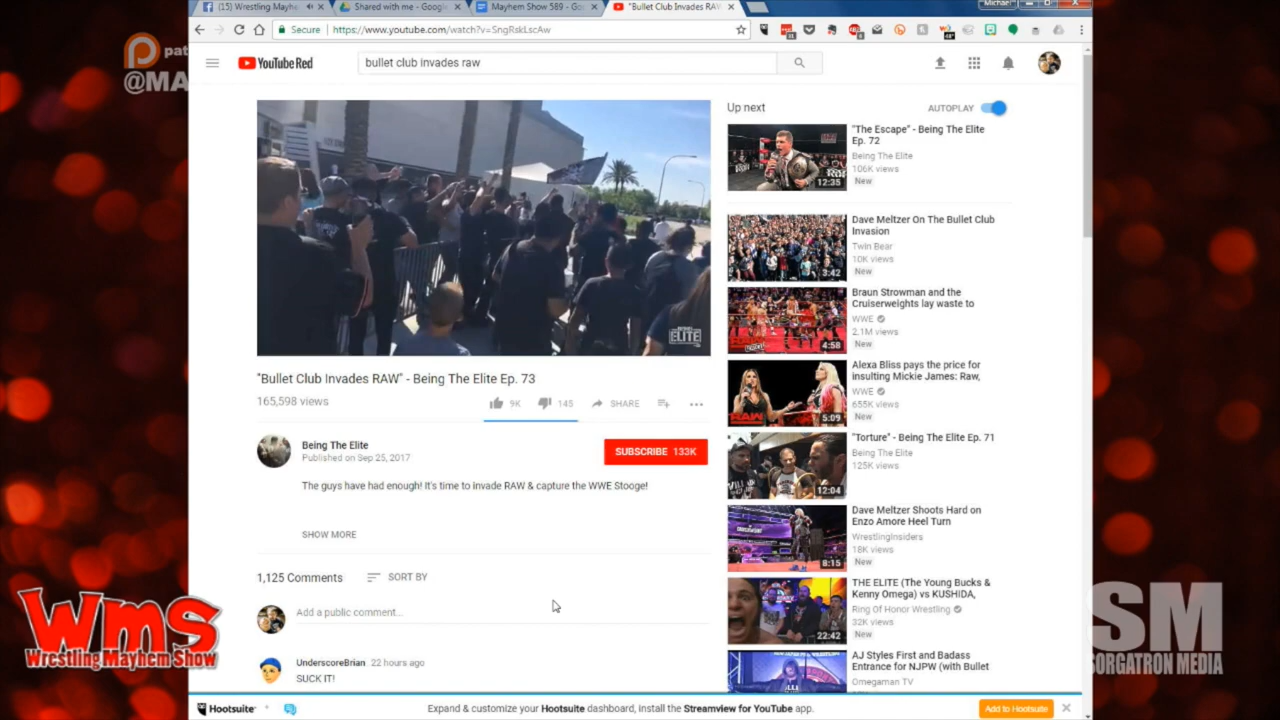 (15) Wrestling Mayhe
Shared with me - Google
Mayhem Show 589 - Goo
"Bullet Club Invades RAW
Michael
Secure
https://www.youtube.com/watch?v=SngRskLscAw
pat
@MA
YouTube Red
bullet club invades raw
Up next
AUTOPLAY
"The Escape" - Being The Elite
Ep. 72
Being The Elite
106K views
New
12:35
Dave Meltzer On The Bullet Club
Invasion
Twin Bear
10K views
New
3:42
Braun Strowman and the
Cruiserweights lay waste to
WWE
2.1M views
New
4:58
Alexa Bliss pays the price for
insulting Mickie James: Raw,
WWE
655K views
New
5:09
RAW
"Torture" - Being The Elite Ep. 71
Being The Elite
125K views
12:04
Dave Meltzer Shoots Hard on
Enzo Amore Heel Turn
WrestlingInsiders
18K views
New
8:15
THE ELITE (The Young Bucks &
Kenny Omega) vs KUSHIDA,
Ring Of Honor Wrestling
32K views
New
22:42
AJ Styles First and Badass
Entrance for NJPW (with Bullet
Omegaman TV
BEING
ELITE
"Bullet Club Invades RAW" - Being The Elite Ep. 73
165,598 views
9K
145
SHARE
Being The Elite
Published on Sep 25, 2017
SUBSCRIBE 133K
The guys have had enough! It's time to invade RAW & capture the WWE Stooge!
SHOW MORE
1,125 Comments
SORT BY
Add a public comment...
UnderscoreBrian 22 hours ago
SUCK IT!
Hootsuite
Expand & customize your Hootsuite dashboard, install the Streamview for YouTube app.
Add to Hootsuite
WMS
Wrestling Mayhem Show
SM
SORGATRON MEDIA